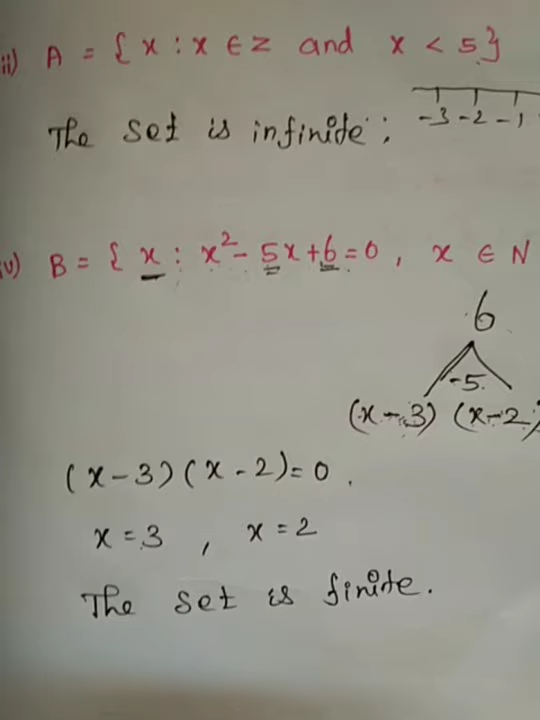 ii) A = { x : x ∈ z and x < 5}
The set is infinite ;
-3 -2 -1
iv) B = { x : x² - 5x+6 = 0 , x ∈ N
6
-5
(x-3) (x-2)
(x-3)(x-2)=0.
x=3 , x=2
The set is finite.